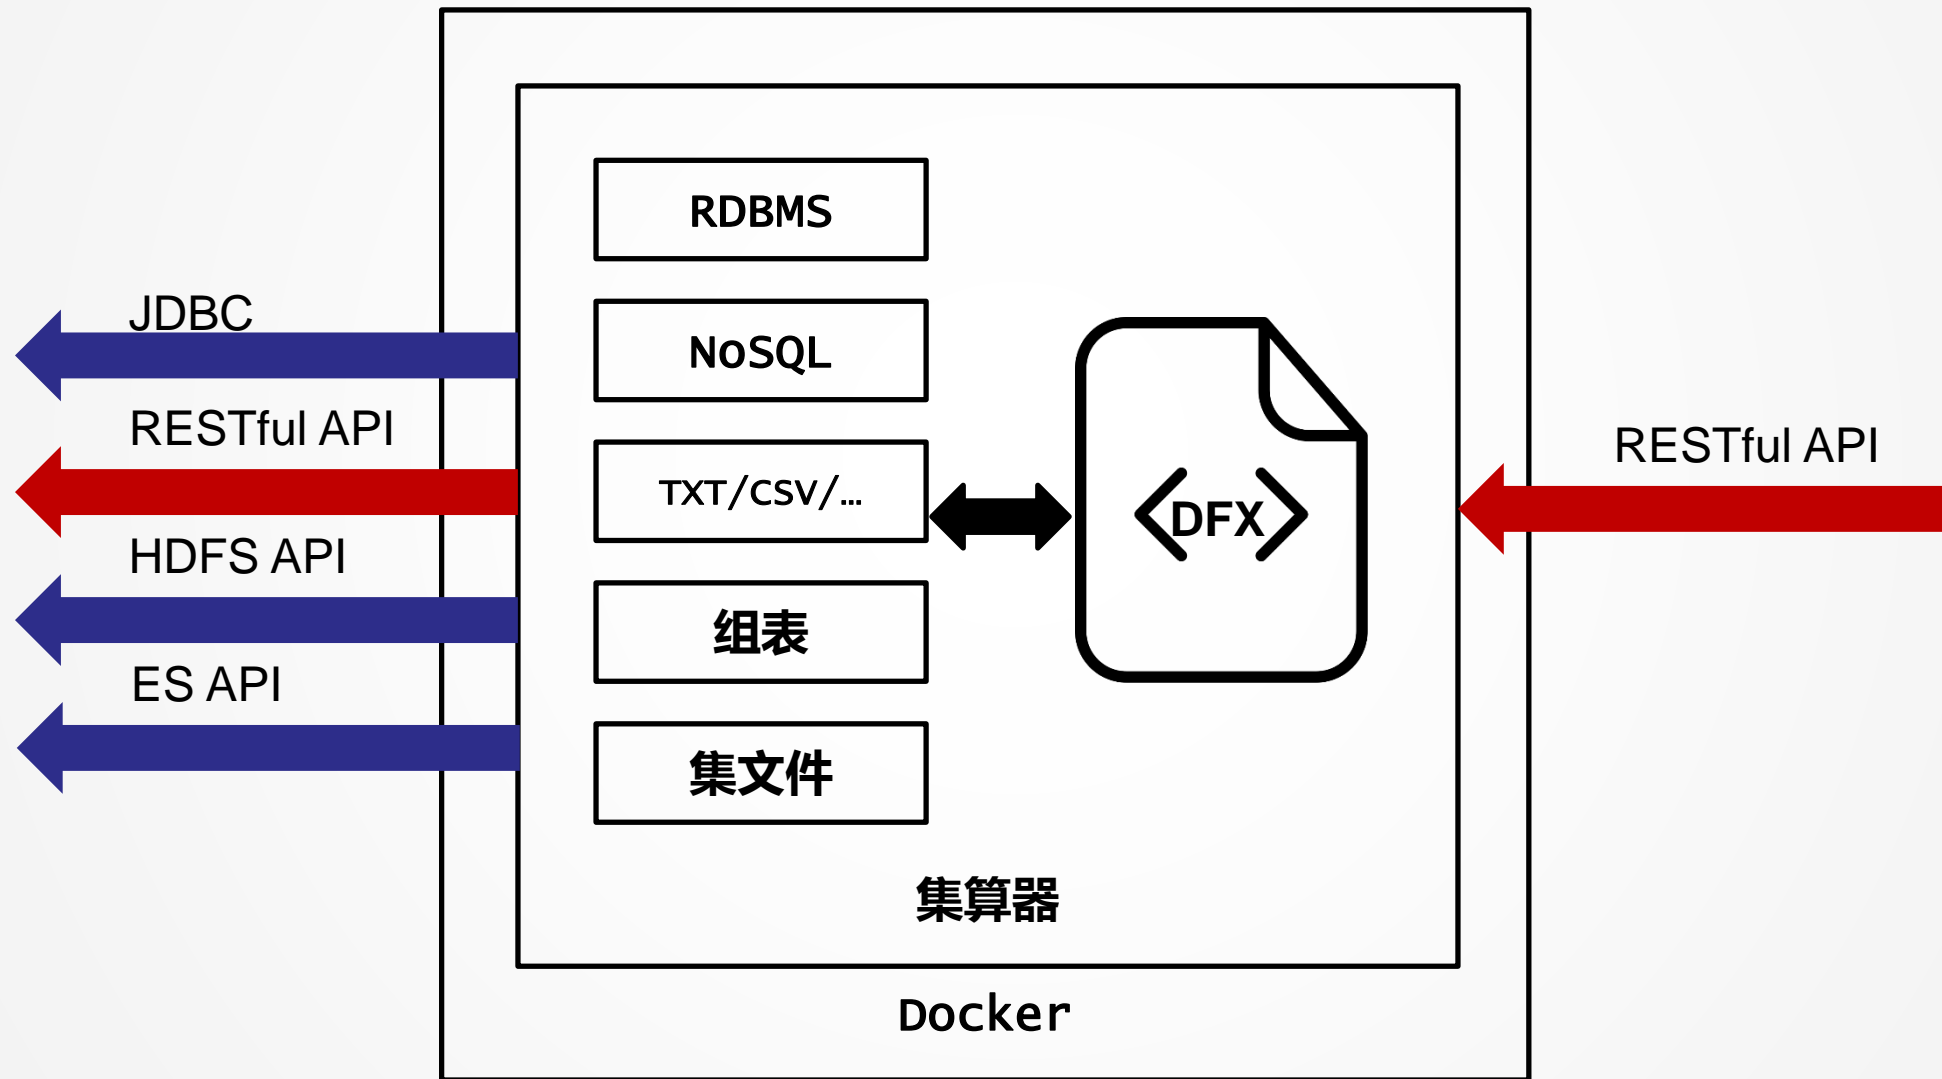 RDBMS
JDBC
NoSQL
RESTful API
RESTful API
TXT/CSV/…
<DFX>
HDFS API
组表
ES API
集文件
集算器
Docker